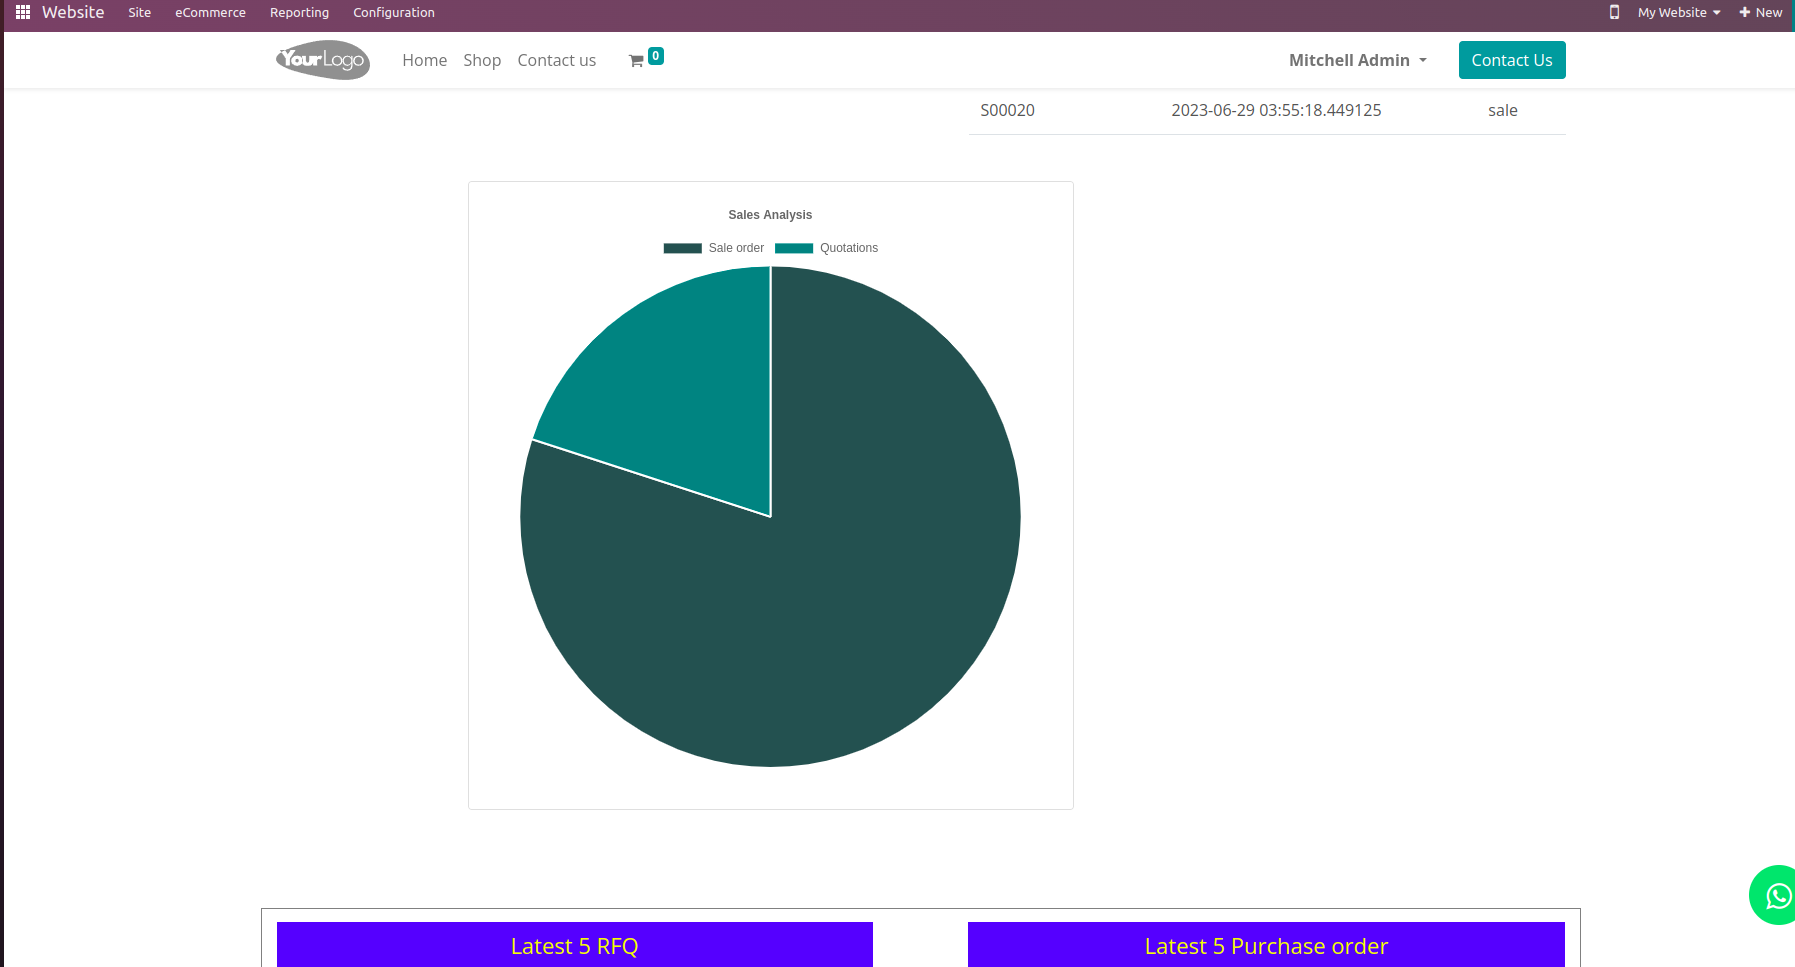 Website Site eCommerce Reporting Configuration My Website New
YourLogo Home Shop Contact us 0 Mitchell Admin Contact Us
S00020 2023-06-29 03:55:18.449125 sale
Sales Analysis
Sale order Quotations
Latest 5 RFQ Latest 5 Purchase order